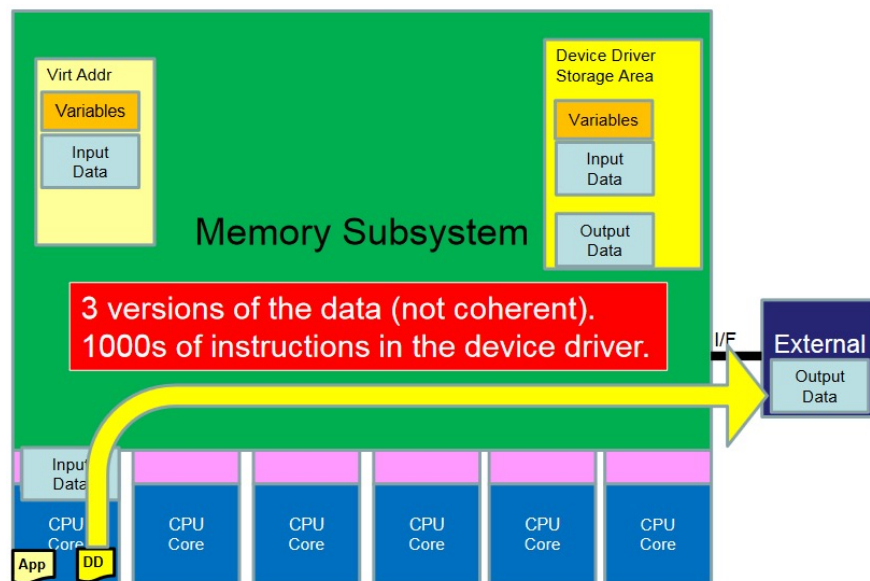 Virt Addr
Variables
Input
Data
Device Driver
Storage Area
Variables
Input
Data
Output
Data
Memory Subsystem
3 versions of the data (not coherent).
1000s of instructions in the device driver.
I/F
External
Output
Data
Input
Data
CPU
Core
App
DD
CPU
Core
CPU
Core
CPU
Core
CPU
Core
CPU
Core